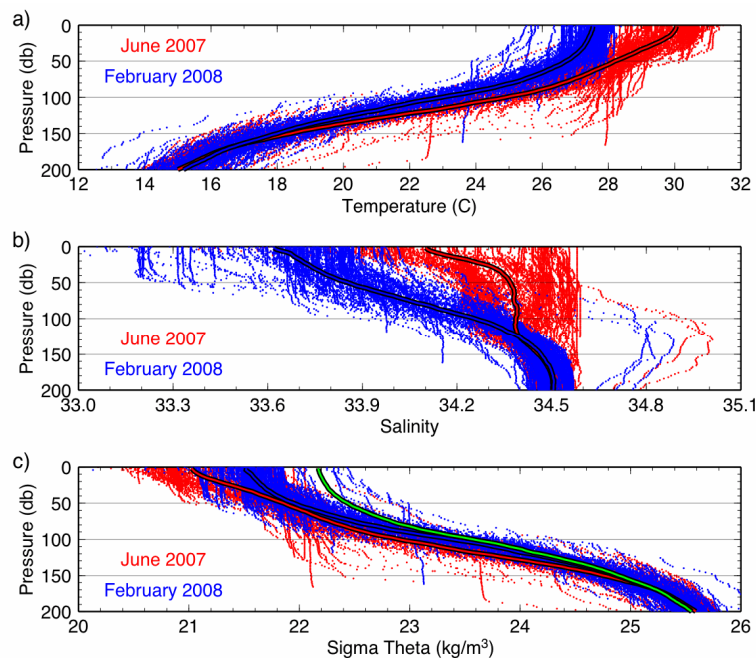 a)
0
50
100
150
200
Pressure (db)
June 2007
February 2008
12 14 16 18 20 22 24 26 28 30 32
Temperature (C)
b)
0
50
100
150
200
Pressure (db)
June 2007
February 2008
33.0 33.3 33.6 33.9 34.2 34.5 34.8 35.1
Salinity
c)
0
50
100
150
200
Pressure (db)
June 2007
February 2008
20 21 22 23 24 25 26
Sigma Theta (kg/m³)